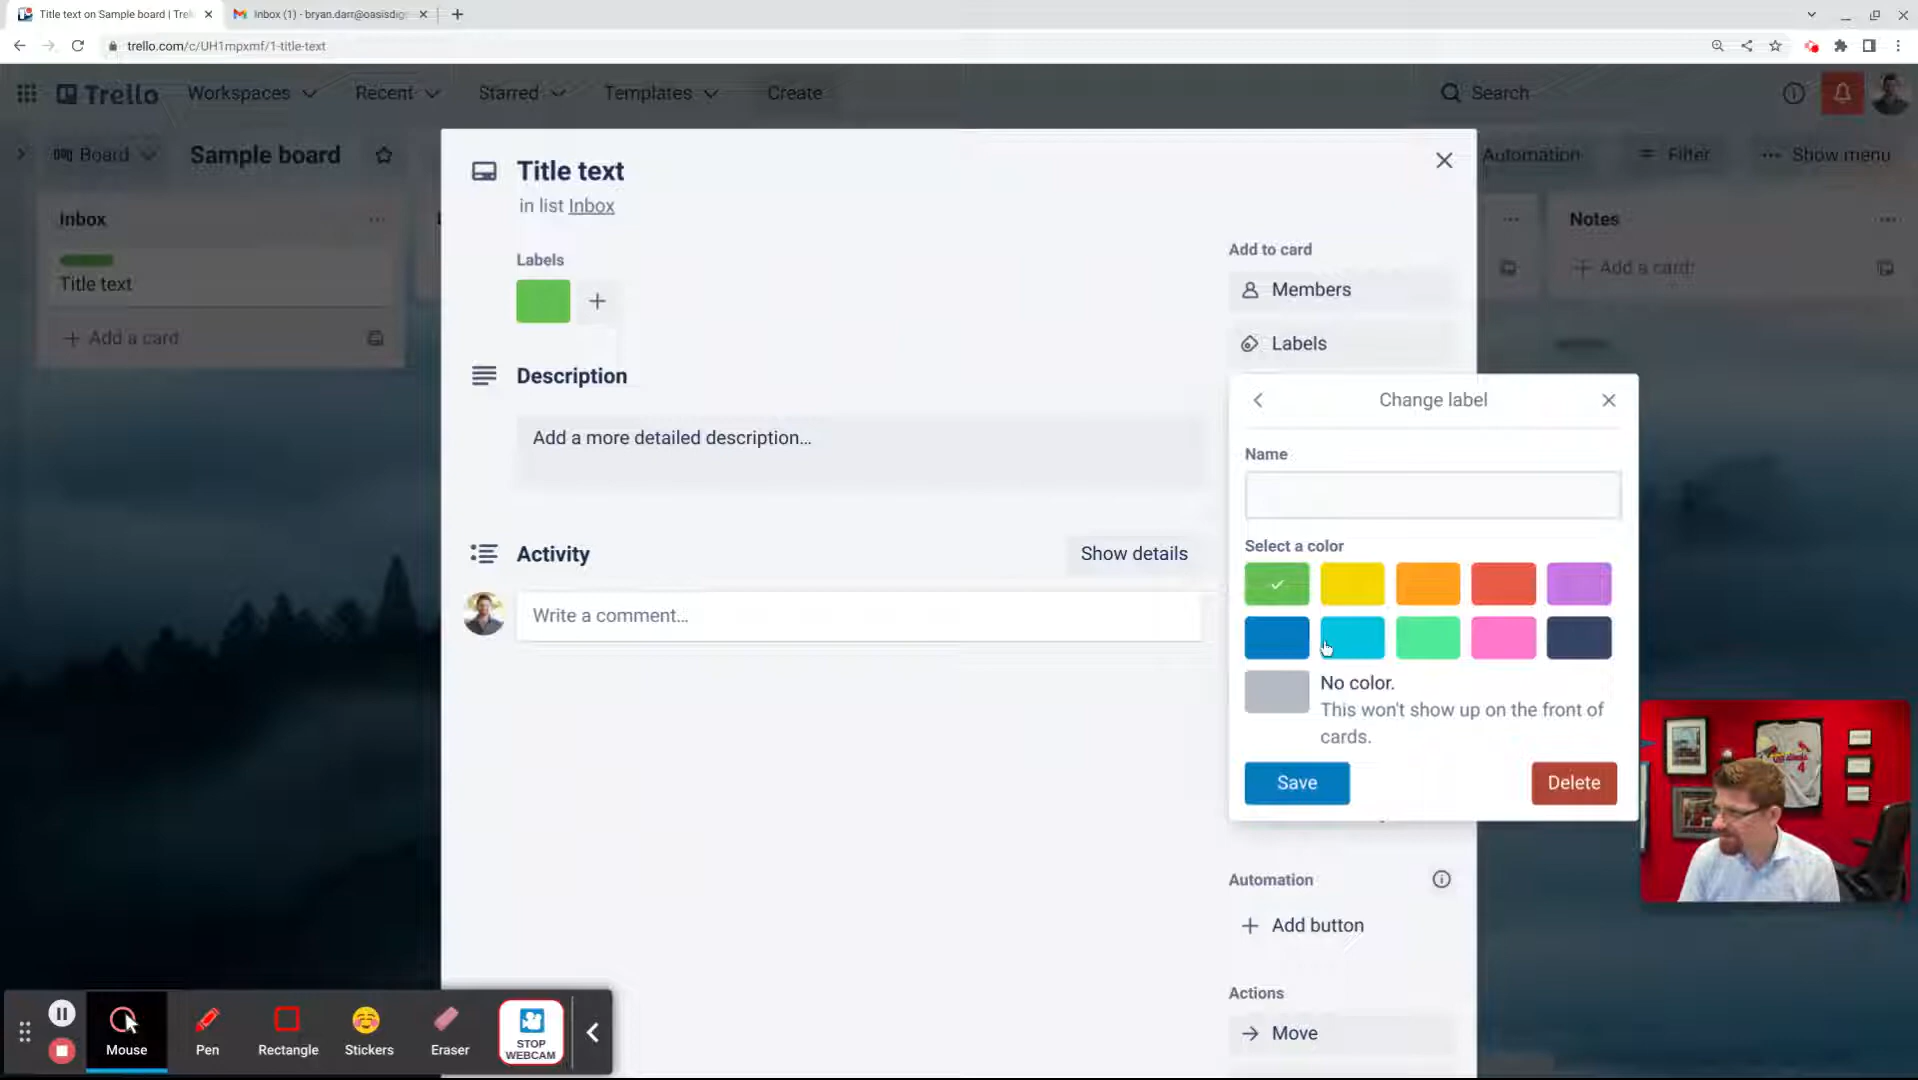 Title text on Sample board | Trel
Inbox (1) - bryan.darr@oasisdig
trello.com/c/UH1mpxmf/1-title-text
Trello
Workspaces
Recent
Starred
Templates
Create
Search
Board
Sample board
Automation
Filter
Show menu
Inbox
Title text
Add a card
Notes
Add a card
Title text
in list Inbox
Labels
Description
Add a more detailed description...
Activity
Show details
Write a comment...
Add to card
Members
Labels
Change label
Name
Select a color
No color.
This won't show up on the front of
cards.
Save
Delete
Automation
Add button
Actions
Move
Mouse
Pen
Rectangle
Stickers
Eraser
STOP
WEBCAM